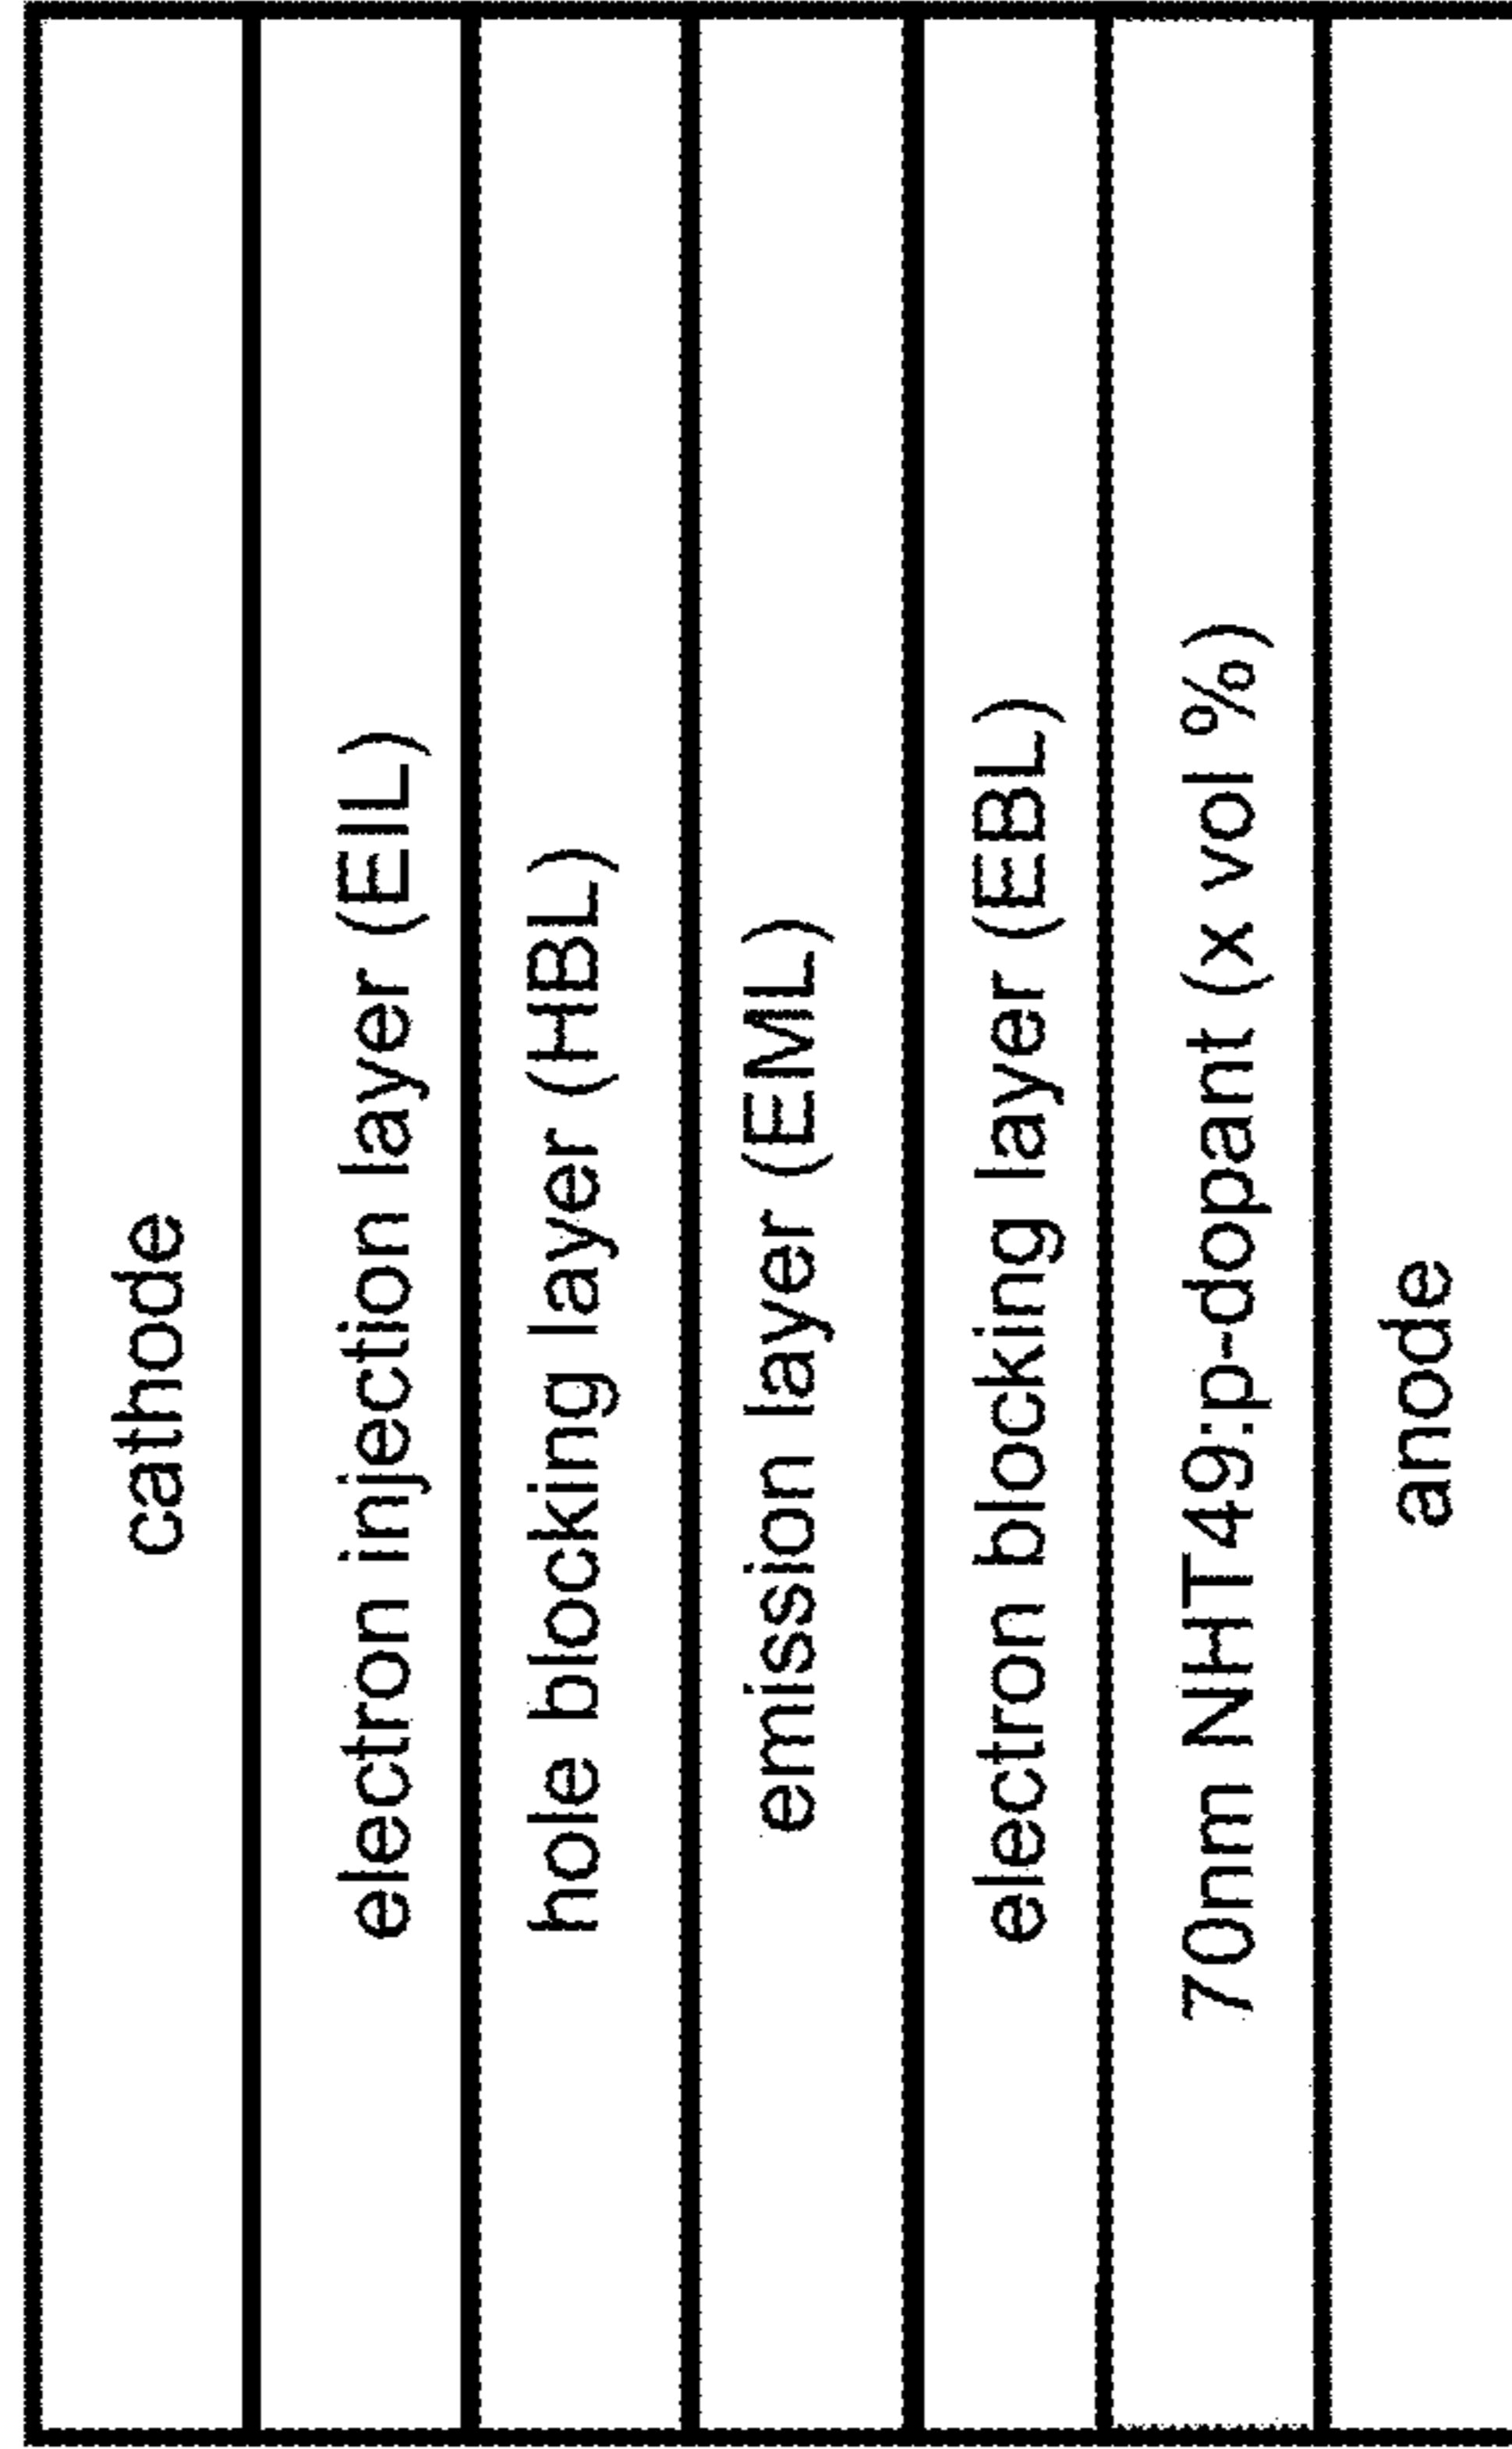 cathode
electron injection layer (EIL)
hole blocking layer (HBL)
emission layer (EML)
electron blocking layer (EBL)
70nm NHT49:p-dopant (x vol %)
anode